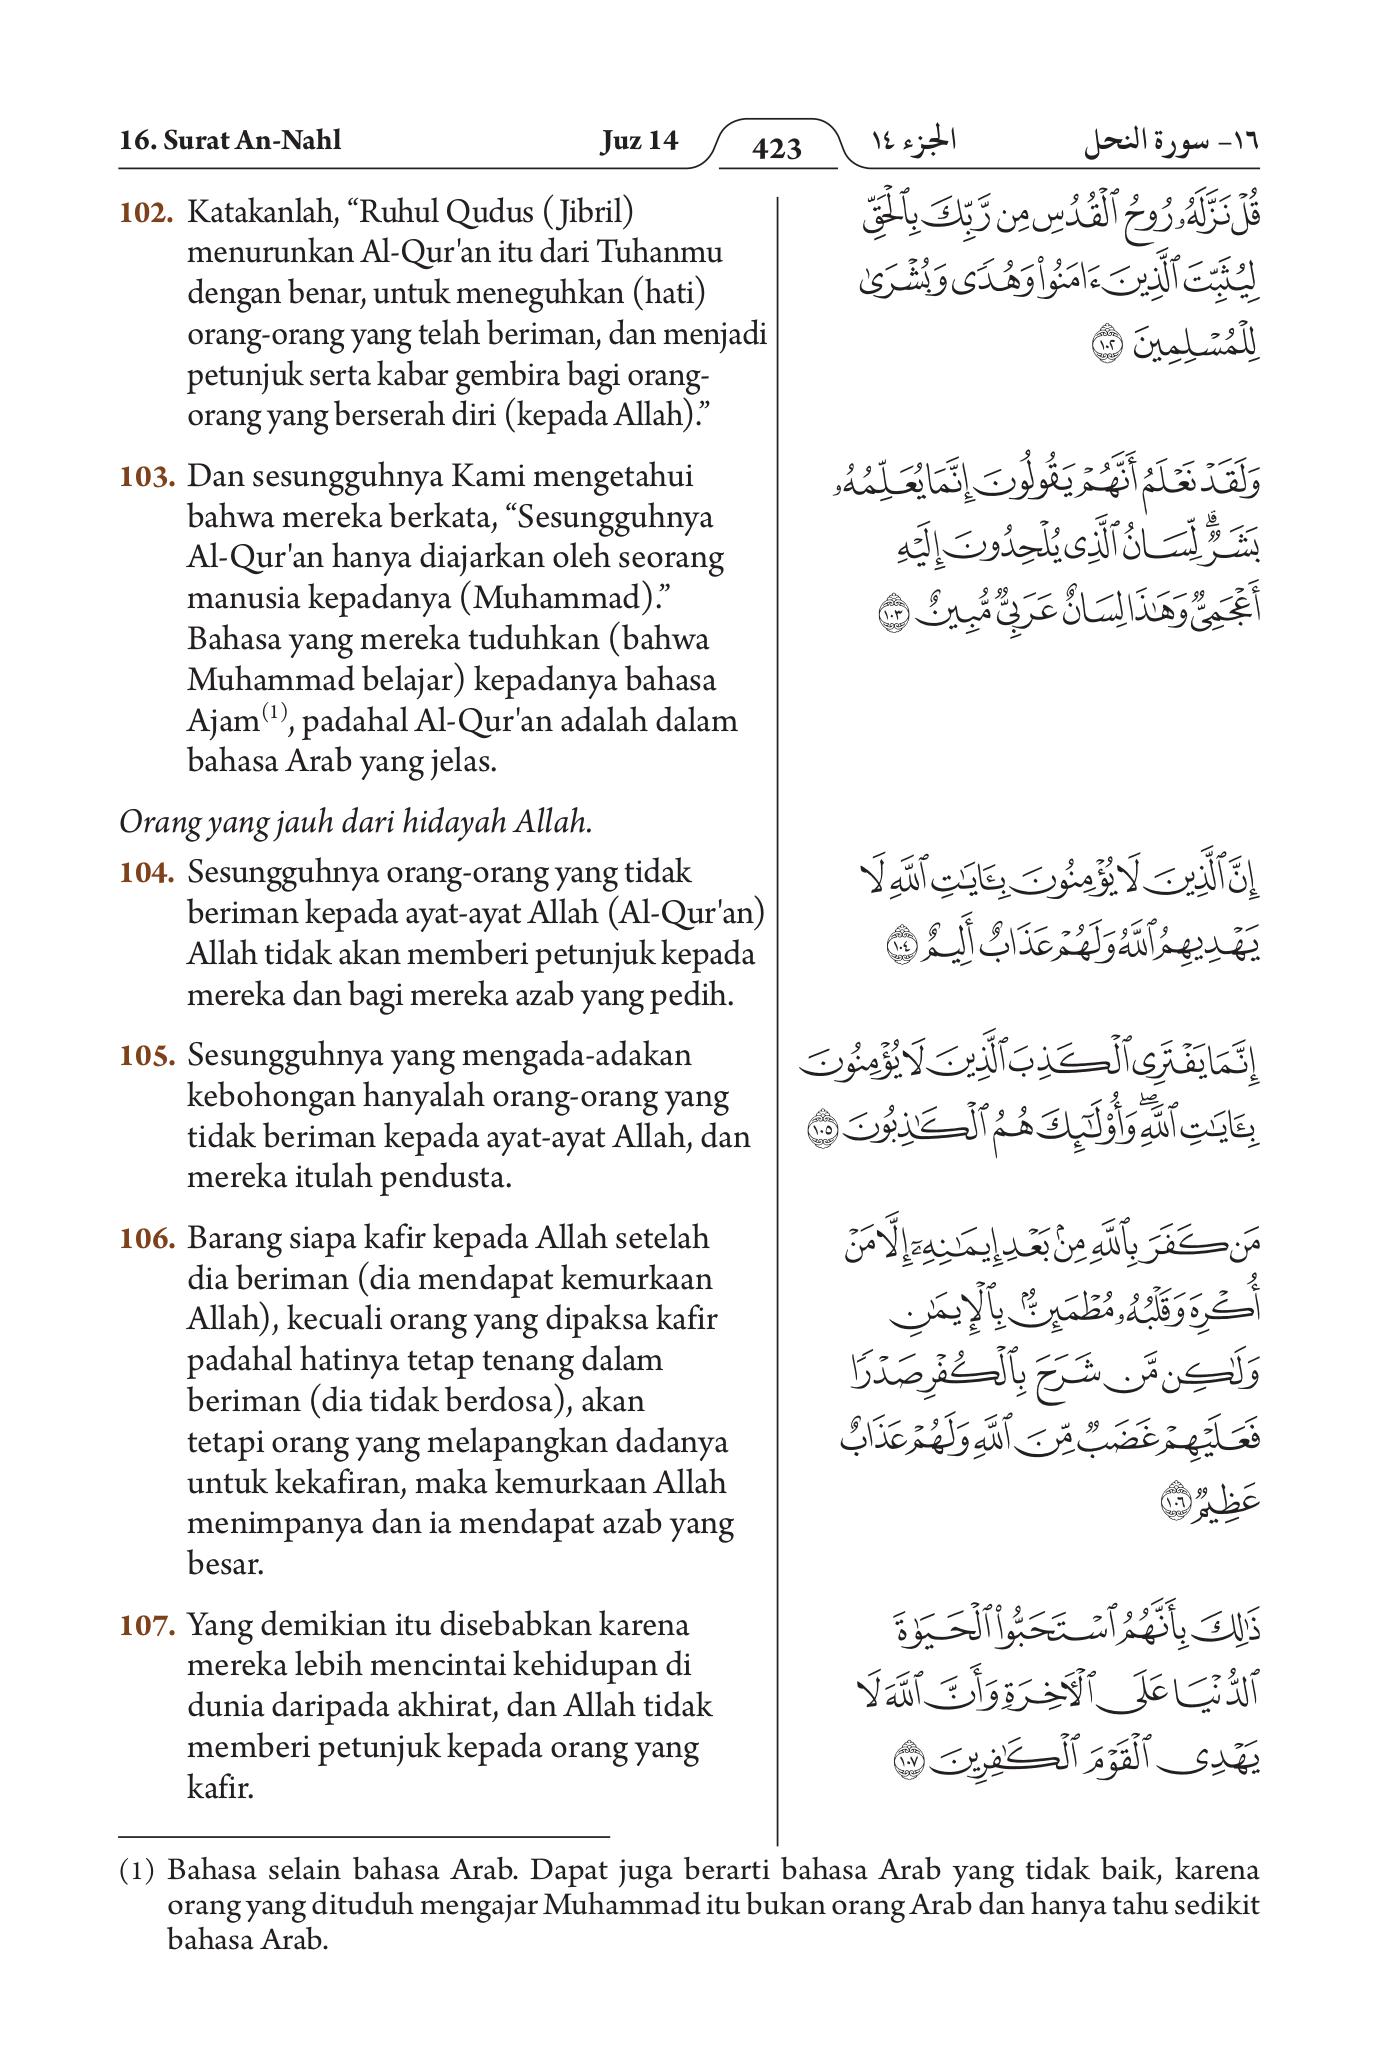 16. Surat An-Nahl
Juz 14
423
الجزء ١٤
١٦- سورة النحل
102. Katakanlah, “Ruhul Qudus (Jibril)
menurunkan Al-Qur'an itu dari Tuhanmu
dengan benar, untuk meneguhkan (hati)
orang-orang yang telah beriman, dan menjadi
petunjuk serta kabar gembira bagi orang-
orang yang berserah diri (kepada Allah).”
قُلْ نَزَّلَهُۥ رُوحُ ٱلْقُدُسِ مِن رَّبِّكَ بِٱلْحَقِّ
لِيُثَبِّتَ ٱلَّذِينَ ءَامَنُوا۟ وَهُدًى وَبُشْرَىٰ
لِلْمُسْلِمِينَ ١٠٢
103. Dan sesungguhnya Kami mengetahui
bahwa mereka berkata, “Sesungguhnya
Al-Qur'an hanya diajarkan oleh seorang
manusia kepadanya (Muhammad).”
Bahasa yang mereka tuduhkan (bahwa
Muhammad belajar) kepadanya bahasa
Ajam(1), padahal Al-Qur'an adalah dalam
bahasa Arab yang jelas.
وَلَقَدْ نَعْلَمُ أَنَّهُمْ يَقُولُونَ إِنَّمَا يُعَلِّمُهُۥ
بَشَرٌ ۗ لِّسَانُ ٱلَّذِى يُلْحِدُونَ إِلَيْهِ
أَعْجَمِىٌّ وَهَـٰذَا لِسَانٌ عَرَبِىٌّ مُّبِينٌ ١٠٣
Orang yang jauh dari hidayah Allah.
104. Sesungguhnya orang-orang yang tidak
beriman kepada ayat-ayat Allah (Al-Qur'an)
Allah tidak akan memberi petunjuk kepada
mereka dan bagi mereka azab yang pedih.
إِنَّ ٱلَّذِينَ لَا يُؤْمِنُونَ بِـَٔايَـٰتِ ٱللَّهِ لَا
يَهْدِيهِمُ ٱللَّهُ وَلَهُمْ عَذَابٌ أَلِيمٌ ١٠٤
105. Sesungguhnya yang mengada-adakan
kebohongan hanyalah orang-orang yang
tidak beriman kepada ayat-ayat Allah, dan
mereka itulah pendusta.
إِنَّمَا يَفْتَرِى ٱلْكَذِبَ ٱلَّذِينَ لَا يُؤْمِنُونَ
بِـَٔايَـٰتِ ٱللَّهِ ۖ وَأُو۟لَـٰٓئِكَ هُمُ ٱلْكَـٰذِبُونَ ١٠٥
106. Barang siapa kafir kepada Allah setelah
dia beriman (dia mendapat kemurkaan
Allah), kecuali orang yang dipaksa kafir
padahal hatinya tetap tenang dalam
beriman (dia tidak berdosa), akan
tetapi orang yang melapangkan dadanya
untuk kekafiran, maka kemurkaan Allah
menimpanya dan ia mendapat azab yang
besar.
مَن كَفَرَ بِٱللَّهِ مِنۢ بَعْدِ إِيمَـٰنِهِۦٓ إِلَّا مَنْ
أُكْرِهَ وَقَلْبُهُۥ مُطْمَئِنٌّۢ بِٱلْإِيمَـٰنِ
وَلَـٰكِن مَّن شَرَحَ بِٱلْكُفْرِ صَدْرًا
فَعَلَيْهِمْ غَضَبٌ مِّنَ ٱللَّهِ وَلَهُمْ عَذَابٌ
عَظِيمٌ ١٠٦
107. Yang demikian itu disebabkan karena
mereka lebih mencintai kehidupan di
dunia daripada akhirat, dan Allah tidak
memberi petunjuk kepada orang yang
kafir.
ذَٰلِكَ بِأَنَّهُمُ ٱسْتَحَبُّوا۟ ٱلْحَيَوٰةَ
ٱلدُّنْيَا عَلَى ٱلْـَٔاخِرَةِ وَأَنَّ ٱللَّهَ لَا
يَهْدِى ٱلْقَوْمَ ٱلْكَـٰفِرِينَ ١٠٧
(1) Bahasa selain bahasa Arab. Dapat juga berarti bahasa Arab yang tidak baik, karena
orang yang dituduh mengajar Muhammad itu bukan orang Arab dan hanya tahu sedikit
bahasa Arab.